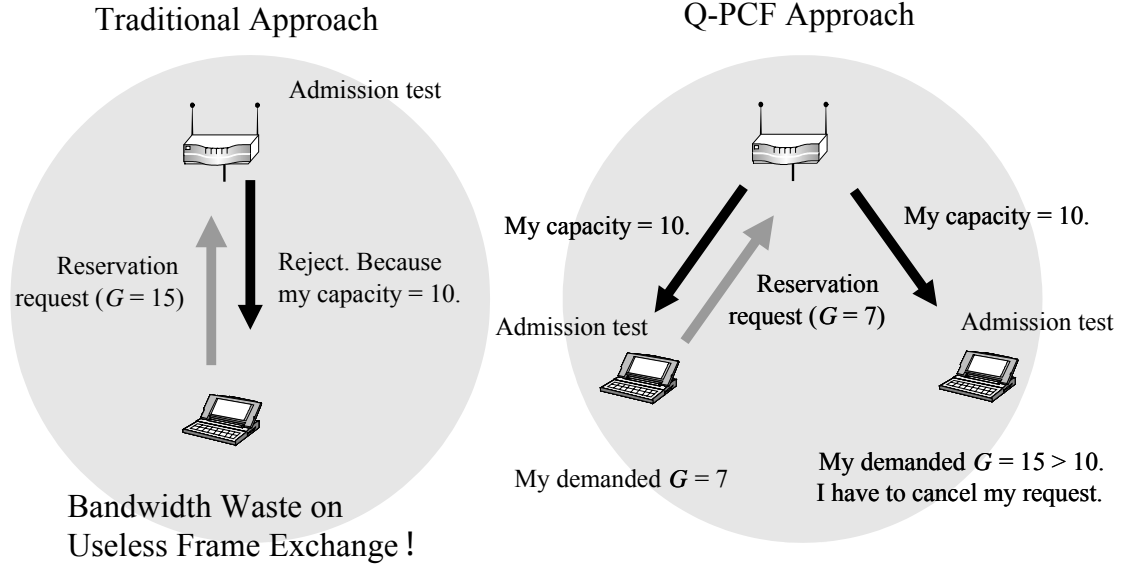 Traditional Approach
Admission test
Reservation
request (G = 15)
Reject. Because
my capacity = 10.
Bandwidth Waste on
Useless Frame Exchange !
Q-PCF Approach
My capacity = 10.
My capacity = 10.
Reservation
request (G = 7)
Admission test
Admission test
My demanded G = 7
My demanded G = 15 > 10.
I have to cancel my request.